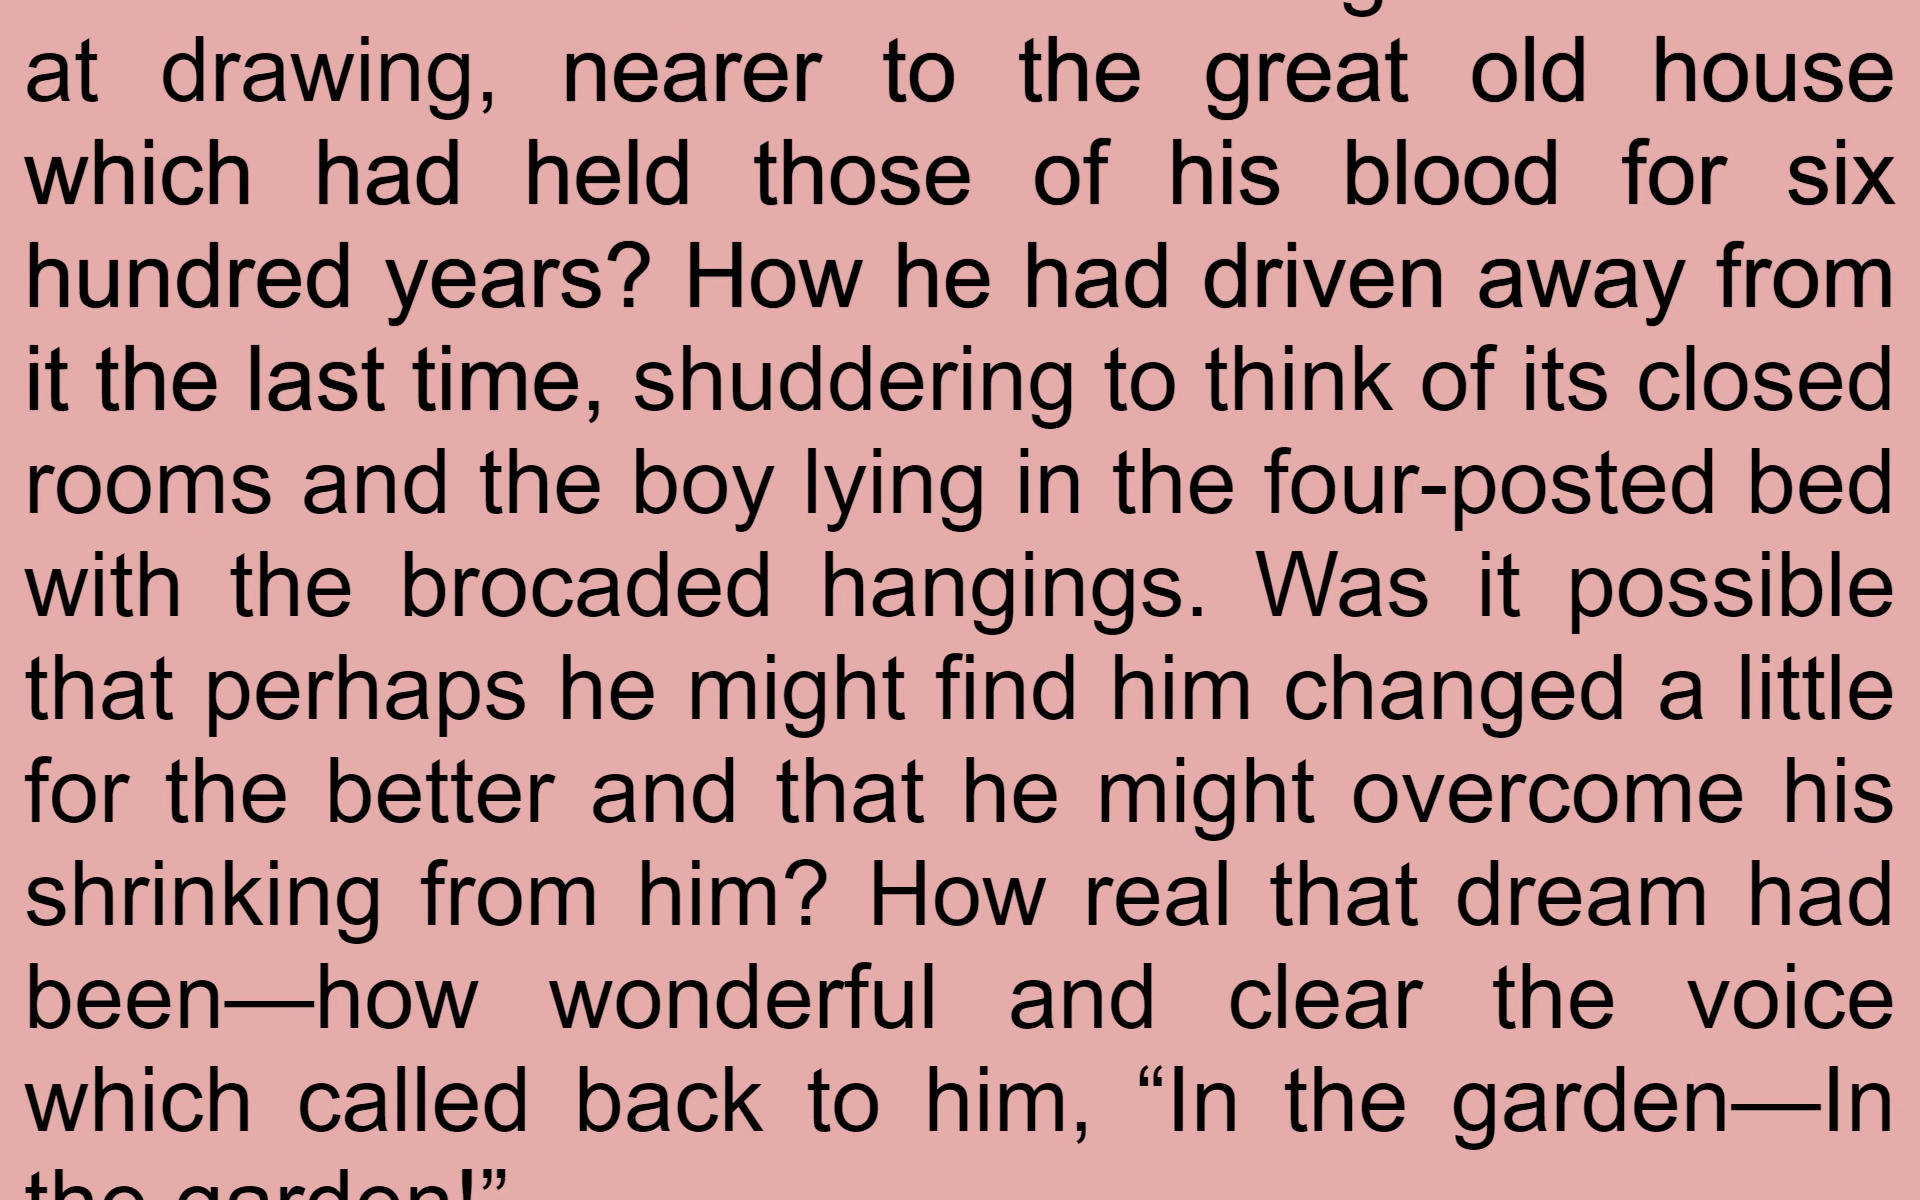 at drawing, nearer to the great old house
which had held those of his blood for six
hundred years? How he had driven away from
it the last time, shuddering to think of its closed
rooms and the boy lying in the four-posted bed
with the brocaded hangings. Was it possible
that perhaps he might find him changed a little
for the better and that he might overcome his
shrinking from him? How real that dream had
been—how wonderful and clear the voice
which called back to him, “In the garden—In
the garden!”